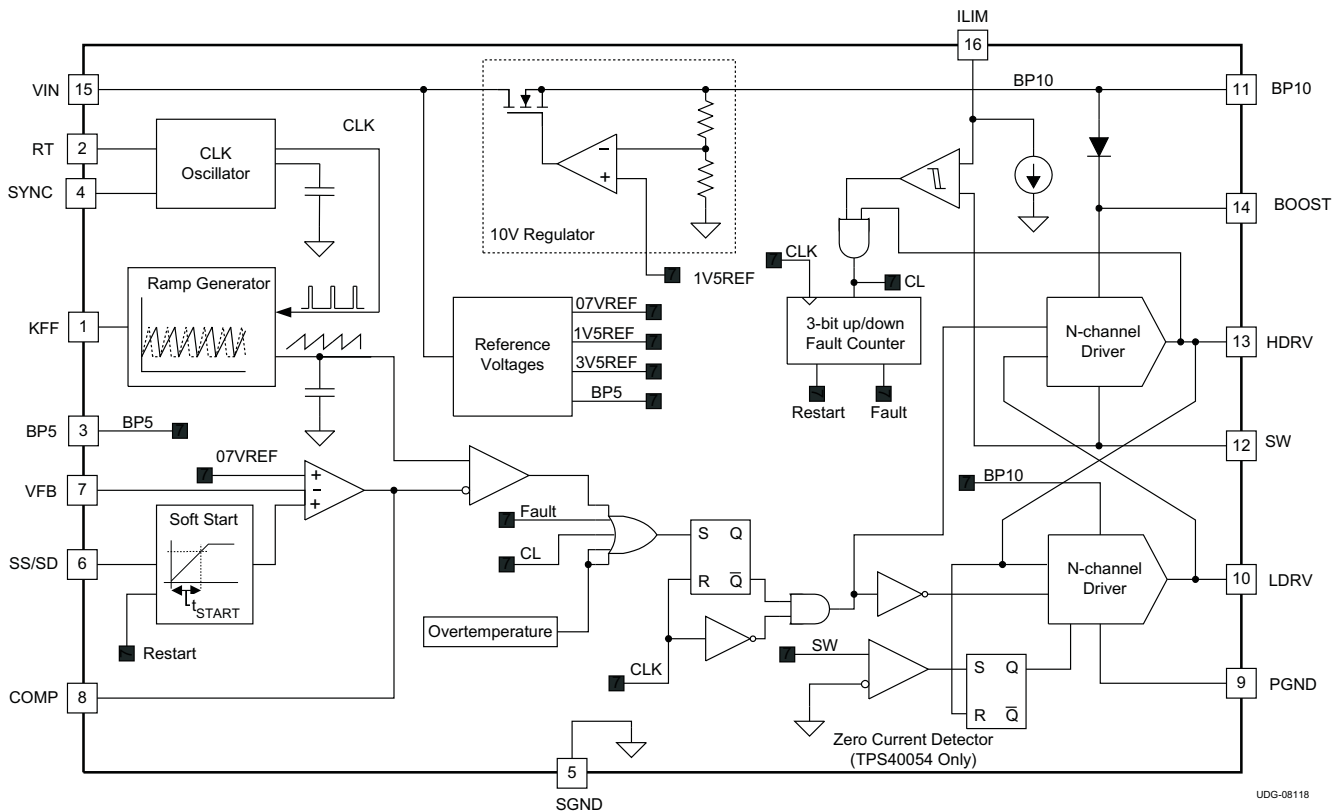 ILIM
16
VIN
15
BP10
11
BP10
RT
2
CLK
CLK
Oscillator
SYNC
4
14
BOOST
10V Regulator
1V5REF
CLK
CL
Ramp Generator
KFF
1
07VREF
1V5REF
3V5REF
BP5
Reference
Voltages
3-bit up/down
Fault Counter
N-channel
Driver
13
HDRV
Restart
Fault
BP5
3
BP5
12
SW
07VREF
VFB
7
+
−
+
BP10
Soft Start
tSTART
SS/SD
6
Restart
Fault
CL
S Q
R Q̅
N-channel
Driver
10
LDRV
Overtemperature
CLK
SW
S Q
R Q̅
COMP
8
9
PGND
Zero Current Detector
(TPS40054 Only)
5
SGND
−
+
UDG-08118